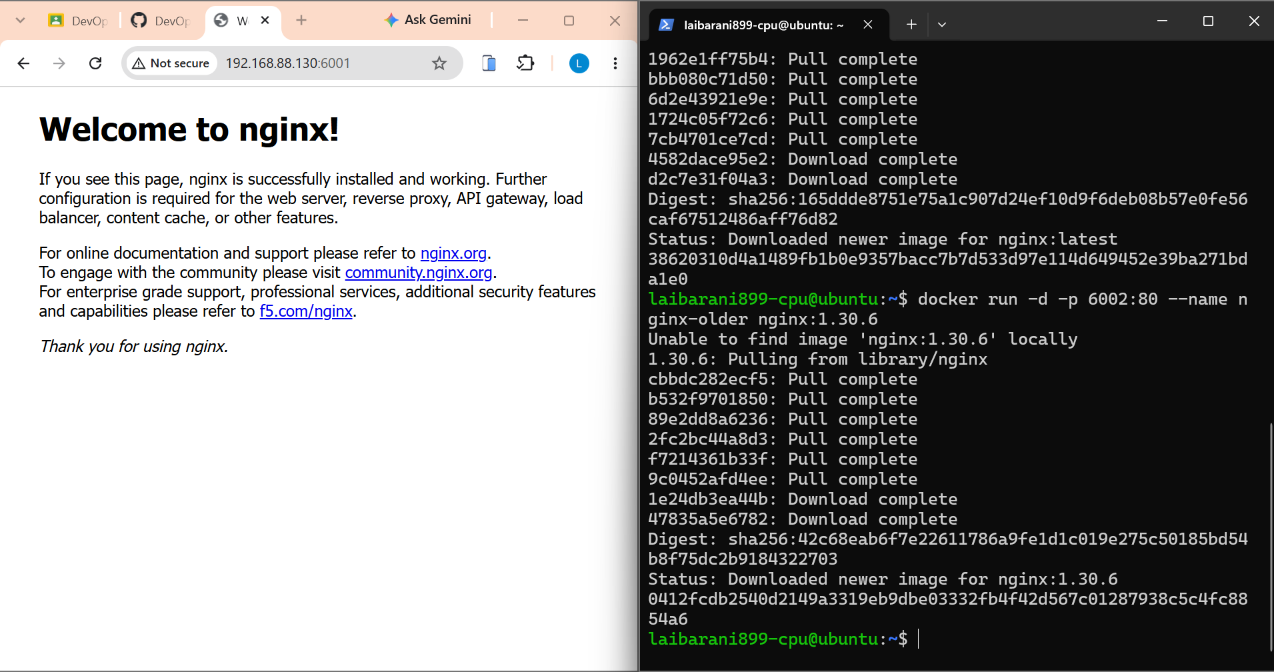 DevOp
DevOp
W
Ask Gemini
Not secure
192.168.88.130:6001
L
Welcome to nginx!
If you see this page, nginx is successfully installed and working. Further
configuration is required for the web server, reverse proxy, API gateway, load
balancer, content cache, or other features.
For online documentation and support please refer to nginx.org.
To engage with the community please visit community.nginx.org.
For enterprise grade support, professional services, additional security features
and capabilities please refer to f5.com/nginx.
Thank you for using nginx.
laibarani899-cpu@ubuntu: ~
1962e1ff75b4: Pull complete
bbb080c71d50: Pull complete
6d2e43921e9e: Pull complete
1724c05f72c6: Pull complete
7cb4701ce7cd: Pull complete
4582dace95e2: Download complete
d2c7e31f04a3: Download complete
Digest: sha256:165ddde8751e75a1c907d24ef10d9f6deb08b57e0fe56
caf67512486aff76d82
Status: Downloaded newer image for nginx:latest
38620310d4a1489fb1b0e9357bacc7b7d533d97e114d649452e39ba271bd
a1e0
laibarani899-cpu@ubuntu:~$ docker run -d -p 6002:80 --name n
ginx-older nginx:1.30.6
Unable to find image 'nginx:1.30.6' locally
1.30.6: Pulling from library/nginx
cbbdc282ecf5: Pull complete
b532f9701850: Pull complete
89e2dd8a6236: Pull complete
2fc2bc44a8d3: Pull complete
f7214361b33f: Pull complete
9c0452afd4ee: Pull complete
1e24db3ea44b: Download complete
47835a5e6782: Download complete
Digest: sha256:42c68eab6f7e22611786a9fe1d1c019e275c50185bd54
b8f75dc2b9184322703
Status: Downloaded newer image for nginx:1.30.6
0412fcdb2540d2149a3319eb9dbe03332fb4f42d567c01287938c5c4fc88
54a6
laibarani899-cpu@ubuntu:~$